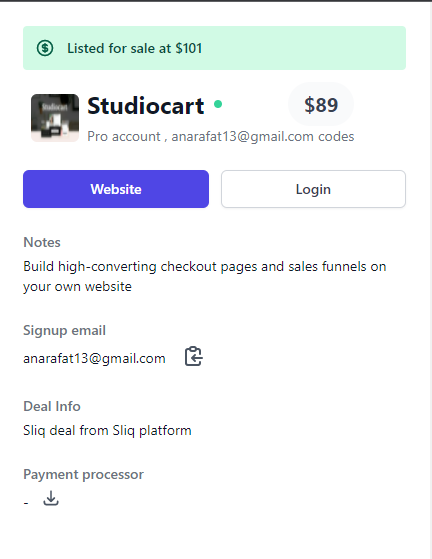 Listed for sale at $101
Studiocart
$89
Pro account , anarafat13@gmail.com codes
Website
Login
Notes
Build high-converting checkout pages and sales funnels on
your own website
Signup email
anarafat13@gmail.com
Deal Info
Sliq deal from Sliq platform
Payment processor
-